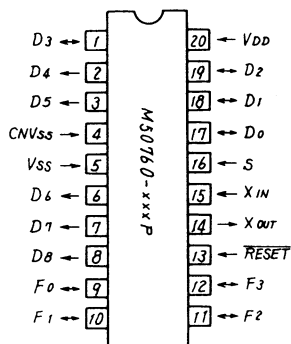 D3 ↔ 1
D4 ← 2
D5 ← 3
CNVSS → 4
VSS → 5
D6 ← 6
D7 ← 7
D8 ← 8
F0 ↔ 9
F1 ↔ 10
M50760-xxxP
20 ← VDD
19 ↔ D2
18 ↔ D1
17 ↔ D0
16 ← S
15 ← XIN
14 → XOUT
13 ← RESET
12 ↔ F3
11 ↔ F2